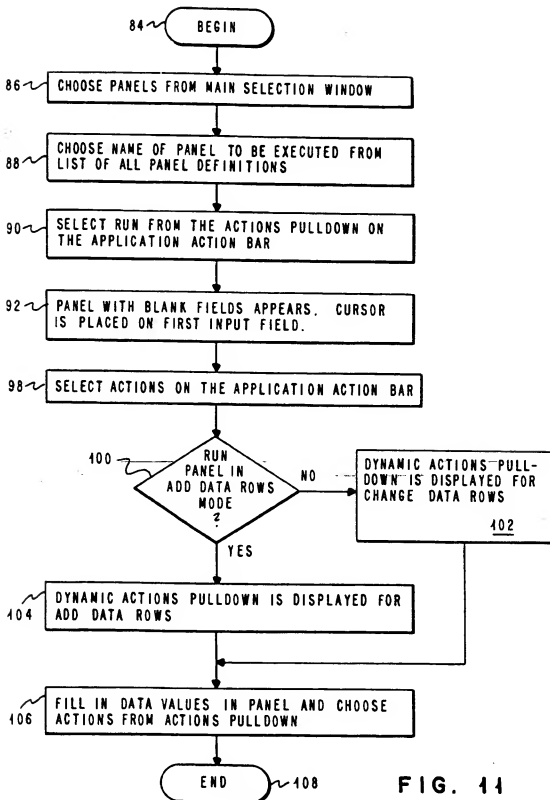 84
BEGIN
86
CHOOSE PANELS FROM MAIN SELECTION WINDOW
88
CHOOSE NAME OF PANEL TO BE EXECUTED FROM
LIST OF ALL PANEL DEFINITIONS
90
SELECT RUN FROM THE ACTIONS PULLDOWN ON
THE APPLICATION ACTION BAR
92
PANEL WITH BLANK FIELDS APPEARS. CURSOR
IS PLACED ON FIRST INPUT FIELD.
98
SELECT ACTIONS ON THE APPLICATION ACTION BAR
100
RUN
PANEL IN
ADD DATA ROWS
MODE
?
NO
YES
DYNAMIC ACTIONS PULL-
DOWN IS DISPLAYED FOR
CHANGE DATA ROWS
102
104
DYNAMIC ACTIONS PULLDOWN IS DISPLAYED FOR
ADD DATA ROWS
106
FILL IN DATA VALUES IN PANEL AND CHOOSE
ACTIONS FROM ACTIONS PULLDOWN
END
108
FIG. 11